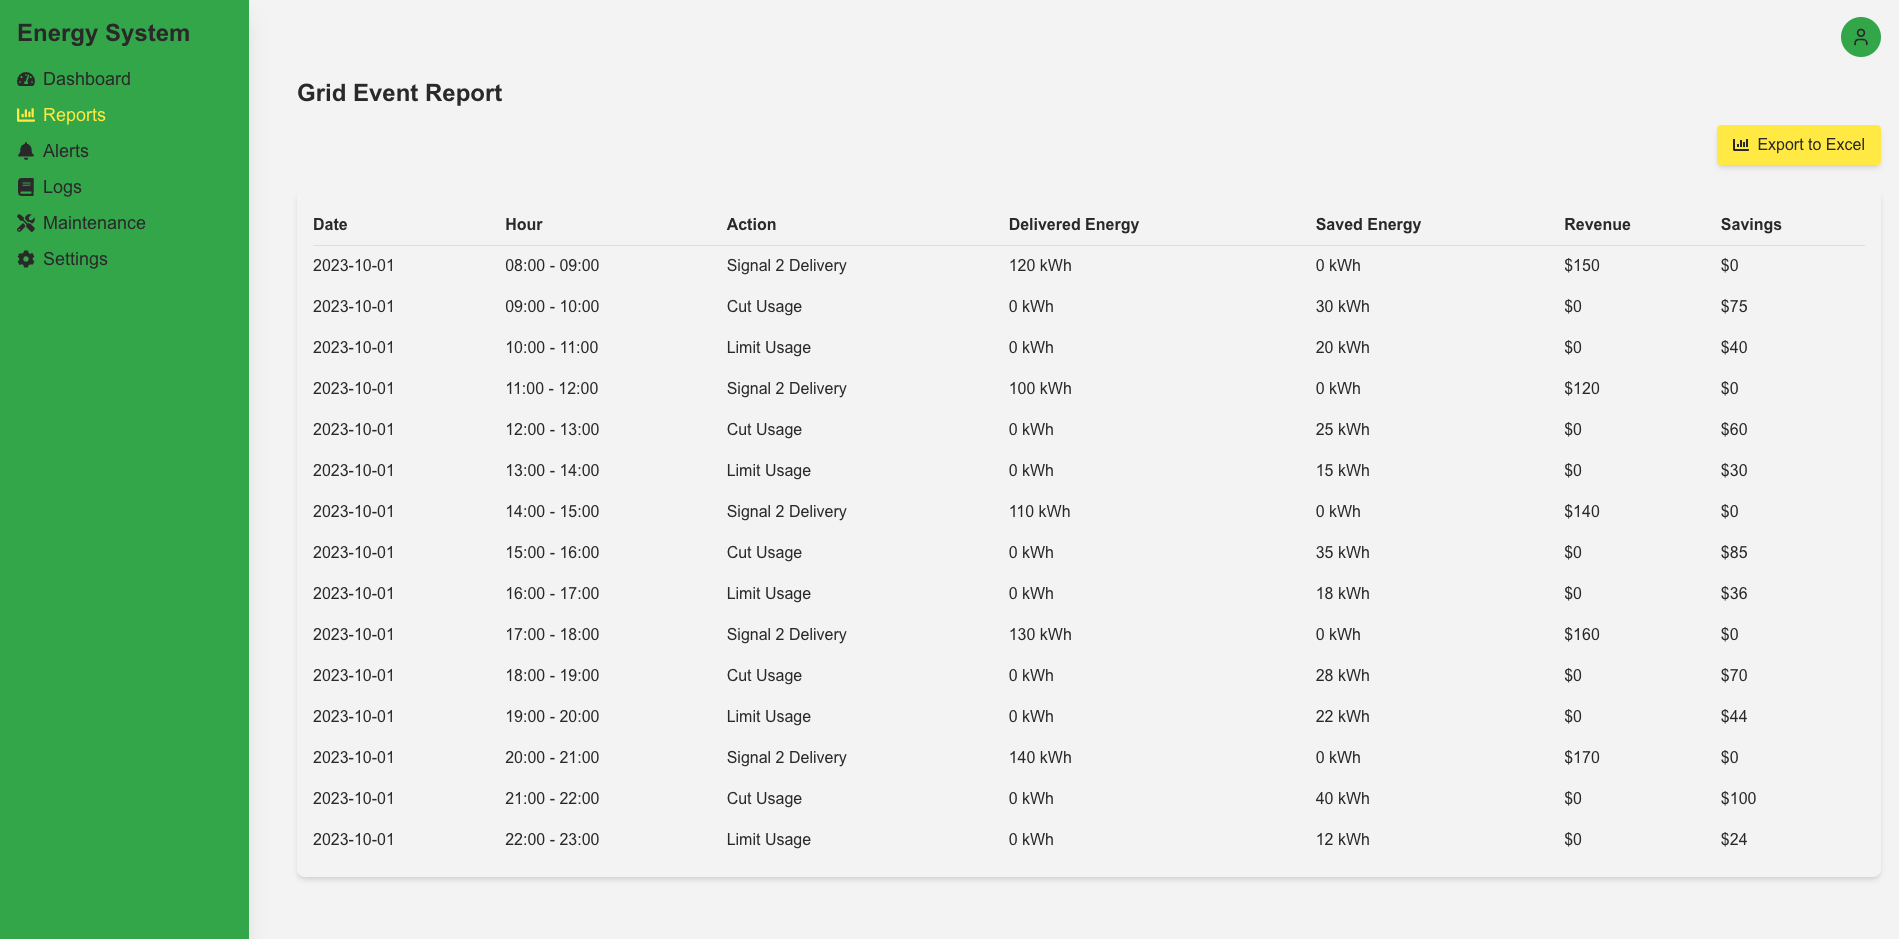 Energy System
Dashboard
Reports
Alerts
Logs
Maintenance
Settings
Grid Event Report
Export to Excel
Date Hour Action Delivered Energy Saved Energy Revenue Savings
2023-10-01 08:00 - 09:00 Signal 2 Delivery 120 kWh 0 kWh $150 $0
2023-10-01 09:00 - 10:00 Cut Usage 0 kWh 30 kWh $0 $75
2023-10-01 10:00 - 11:00 Limit Usage 0 kWh 20 kWh $0 $40
2023-10-01 11:00 - 12:00 Signal 2 Delivery 100 kWh 0 kWh $120 $0
2023-10-01 12:00 - 13:00 Cut Usage 0 kWh 25 kWh $0 $60
2023-10-01 13:00 - 14:00 Limit Usage 0 kWh 15 kWh $0 $30
2023-10-01 14:00 - 15:00 Signal 2 Delivery 110 kWh 0 kWh $140 $0
2023-10-01 15:00 - 16:00 Cut Usage 0 kWh 35 kWh $0 $85
2023-10-01 16:00 - 17:00 Limit Usage 0 kWh 18 kWh $0 $36
2023-10-01 17:00 - 18:00 Signal 2 Delivery 130 kWh 0 kWh $160 $0
2023-10-01 18:00 - 19:00 Cut Usage 0 kWh 28 kWh $0 $70
2023-10-01 19:00 - 20:00 Limit Usage 0 kWh 22 kWh $0 $44
2023-10-01 20:00 - 21:00 Signal 2 Delivery 140 kWh 0 kWh $170 $0
2023-10-01 21:00 - 22:00 Cut Usage 0 kWh 40 kWh $0 $100
2023-10-01 22:00 - 23:00 Limit Usage 0 kWh 12 kWh $0 $24